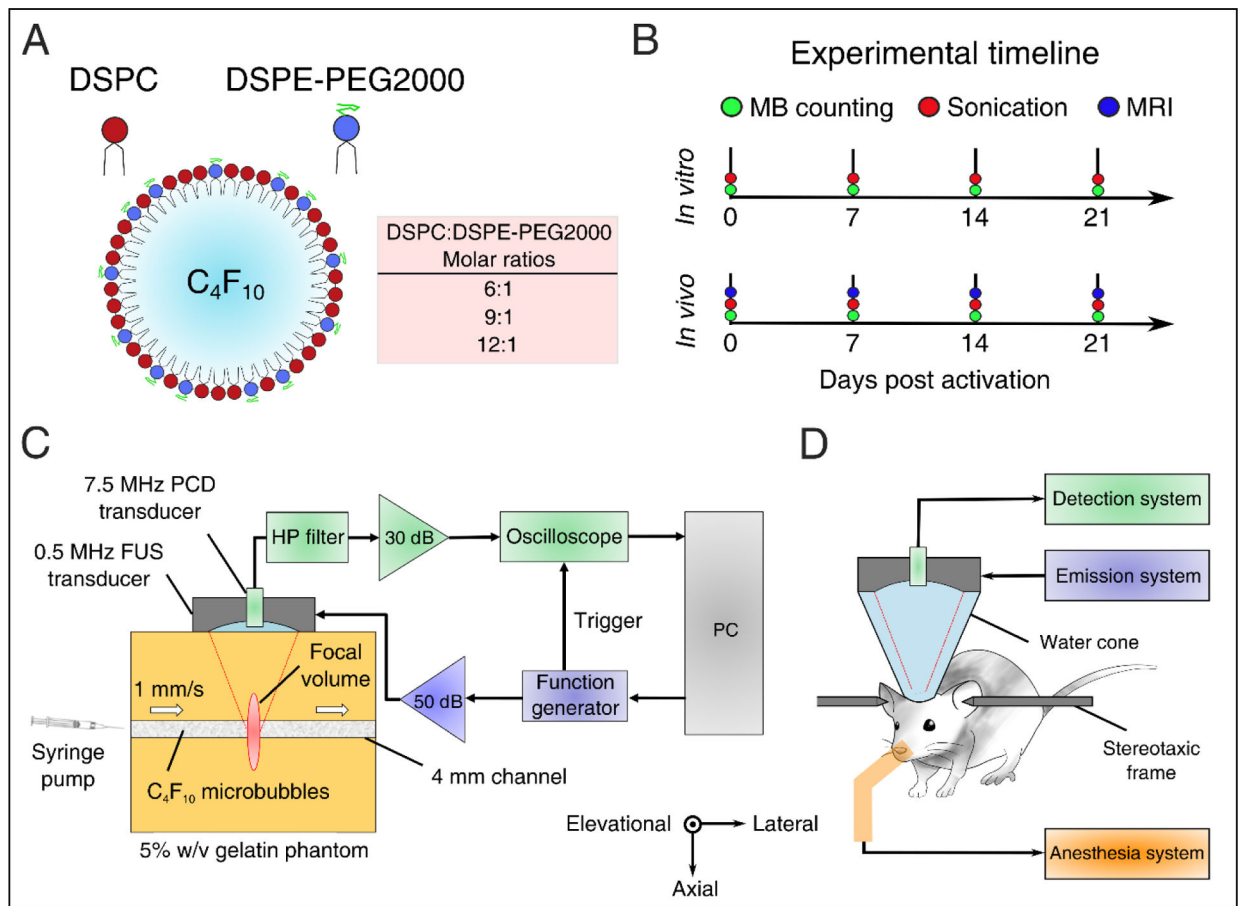 A
DSPC
DSPE-PEG2000
C₄F₁₀
DSPC:DSPE-PEG2000
Molar ratios
6:1
9:1
12:1
B
Experimental timeline
MB counting
Sonication
MRI
In vitro
0
7
14
21
In vivo
0
7
14
21
Days post activation
C
7.5 MHz PCD
transducer
0.5 MHz FUS
transducer
HP filter
30 dB
Oscilloscope
PC
Trigger
Focal
volume
1 mm/s
50 dB
Function
generator
Syringe
pump
C₄F₁₀ microbubbles
4 mm channel
5% w/v gelatin phantom
Elevational
Lateral
Axial
D
Detection system
Emission system
Water cone
Stereotaxic
frame
Anesthesia system